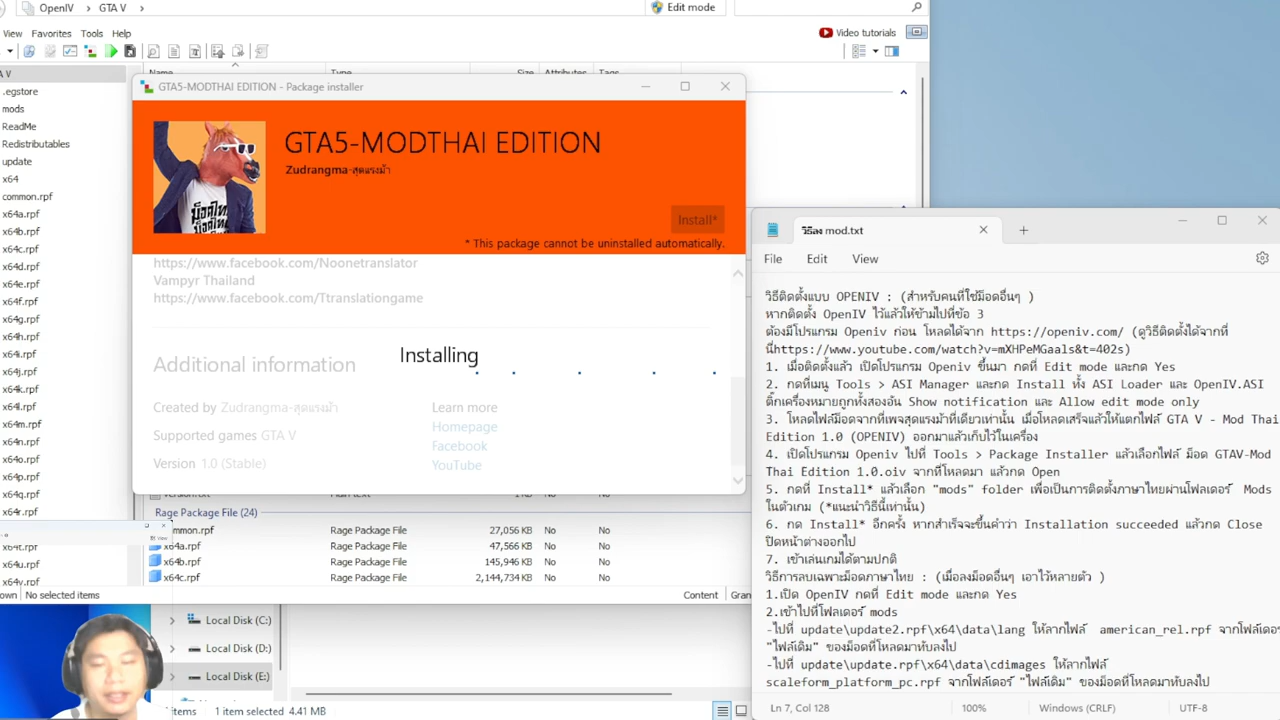 OpenIV > GTA V >
Edit mode
View Favorites Tools Help
Video tutorials
Name Type Size Attributes Tags
.egstore
mods
ReadMe
Redistributables
update
x64
common.rpf
x64a.rpf
x64b.rpf
x64c.rpf
x64d.rpf
x64e.rpf
x64f.rpf
x64g.rpf
x64h.rpf
x64i.rpf
x64j.rpf
x64k.rpf
x64l.rpf
x64m.rpf
x64n.rpf
x64o.rpf
x64p.rpf
x64q.rpf
x64r.rpf
x64t.rpf
x64u.rpf
x64v.rpf
No selected items
GTA5-MODTHAI EDITION - Package installer
GTA5-MODTHAI EDITION
Zudrangma-สุดแรงม้า
Install*
* This package cannot be uninstalled automatically.
https://www.facebook.com/Noonetranslator
Vampyr Thailand
https://www.facebook.com/Ttranslationgame
Installing
Additional information
Created by Zudrangma-สุดแรงม้า
Supported games GTA V
Version 1.0 (Stable)
Learn more
Homepage
Facebook
YouTube
Rage Package File (24)
common.rpf Rage Package File 27,056 KB No No
x64a.rpf Rage Package File 47,566 KB No No
x64b.rpf Rage Package File 145,946 KB No No
x64c.rpf Rage Package File 2,144,734 KB No No
Content
Local Disk (C:)
Local Disk (D:)
Local Disk (E:)
1 item selected 4.41 MB
วิธีลง mod.txt
File Edit View
วิธีติดตั้งแบบ OPENIV : (สำหรับคนที่ใช้ม็อดอื่นๆ )
หากติดตั้ง OpenIV ไว้แล้วให้ข้ามไปที่ข้อ 3
ต้องมีโปรแกรม Openiv ก่อน โหลดได้จาก https://openiv.com/ (ดูวิธีติดตั้งได้จากที่
นี่https://www.youtube.com/watch?v=mXHPeMGaals&t=402s)
1. เมื่อติดตั้งแล้ว เปิดโปรแกรม Openiv ขึ้นมา กดที่ Edit mode และกด Yes
2. กดที่เมนู Tools > ASI Manager และกด Install ทั้ง ASI Loader และ OpenIV.ASI
ติ๊กเครื่องหมายถูกทั้งสองอัน Show notification และ Allow edit mode only
3. โหลดไฟล์ม็อดจากที่เพจสุดแรงม้าที่เดียวเท่านั้น เมื่อโหลดเสร็จแล้วให้แตกไฟล์ GTA V - Mod Thai
Edition 1.0 (OPENIV) ออกมาแล้วเก็บไว้ในเครื่อง
4. เปิดโปรแกรม Openiv ไปที่ Tools > Package Installer แล้วเลือกไฟล์ ม็อด GTAV-Mod
Thai Edition 1.0.oiv จากที่โหลดมา แล้วกด Open
5. กดที่ Install* แล้วเลือก "mods" folder เพื่อเป็นการติดตั้งภาษาไทยผ่านโฟลเดอร์ Mods
ในตัวเกม (*แนะนำวิธีนี้เท่านั้น)
6. กด Install* อีกครั้ง หากสำเร็จจะขึ้นคำว่า Installation succeeded แล้วกด Close
ปิดหน้าต่างออกไป
7. เข้าเล่นเกมได้ตามปกติ
วิธีการลบเฉพาะม็อดภาษาไทย : (เมื่อลงม็อดอื่นๆ เอาไว้หลายตัว )
1.เปิด OpenIV กดที่ Edit mode และกด Yes
2.เข้าไปที่โฟลเดอร์ mods
-ไปที่ update\update2.rpf\x64\data\lang ให้ลากไฟล์ american_rel.rpf จากโฟลเดอร์
"ไฟล์เดิม" ของม็อดที่โหลดมาทับลงไป
-ไปที่ update\update.rpf\x64\data\cdimages ให้ลากไฟล์
scaleform_platform_pc.rpf จากโฟลเดอร์ "ไฟล์เดิม" ของม็อดที่โหลดมาทับลงไป
Ln 7, Col 128 100% Windows (CRLF) UTF-8